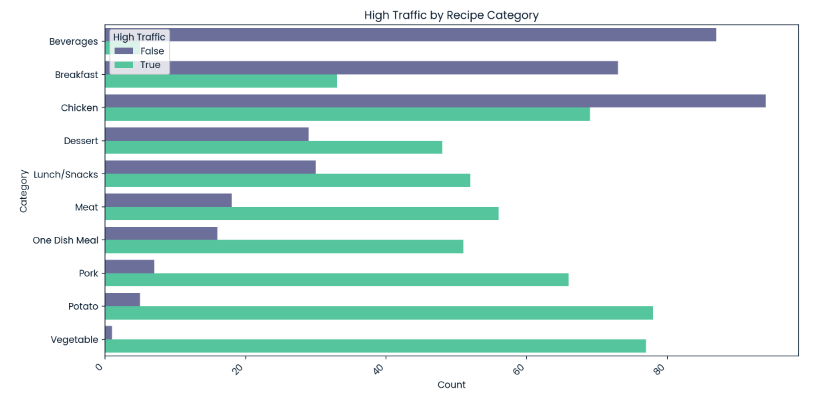 High Traffic by Recipe Category
High Traffic
False
True
Category
Beverages
Breakfast
Chicken
Dessert
Lunch/Snacks
Meat
One Dish Meal
Pork
Potato
Vegetable
0
20
40
60
80
Count